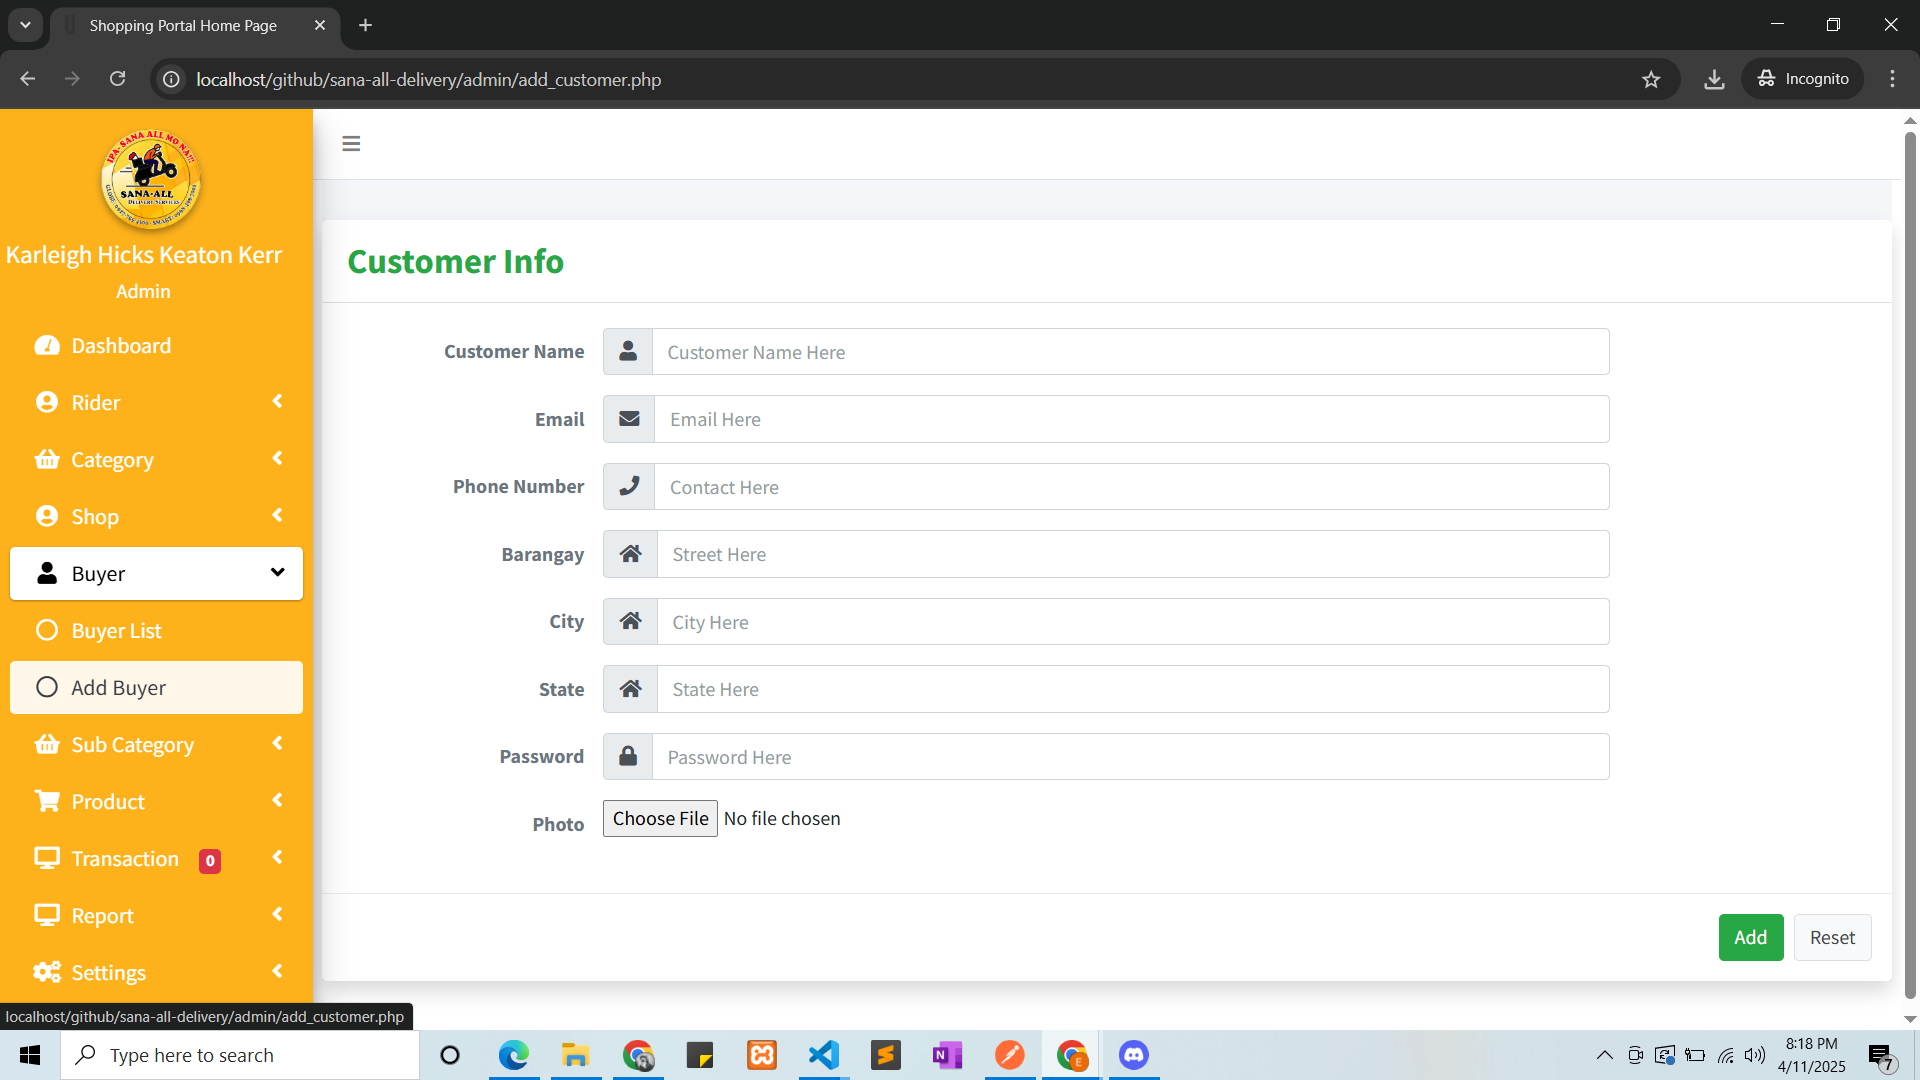 Shopping Portal Home Page
localhost/github/sana-all-delivery/admin/add_customer.php
Incognito
IPA-SANA ALL MO NA!!!
SANA-ALL
DELIVERY SERVICES
Karleigh Hicks Keaton Kerr
Admin
Dashboard
Rider
Category
Shop
Buyer
Buyer List
Add Buyer
Sub Category
Product
Transaction 0
Report
Settings
Customer Info
Customer Name Customer Name Here
Email Email Here
Phone Number Contact Here
Barangay Street Here
City City Here
State State Here
Password Password Here
Photo Choose File No file chosen
Add Reset
localhost/github/sana-all-delivery/admin/add_customer.php
Type here to search
8:18 PM
4/11/2025
7